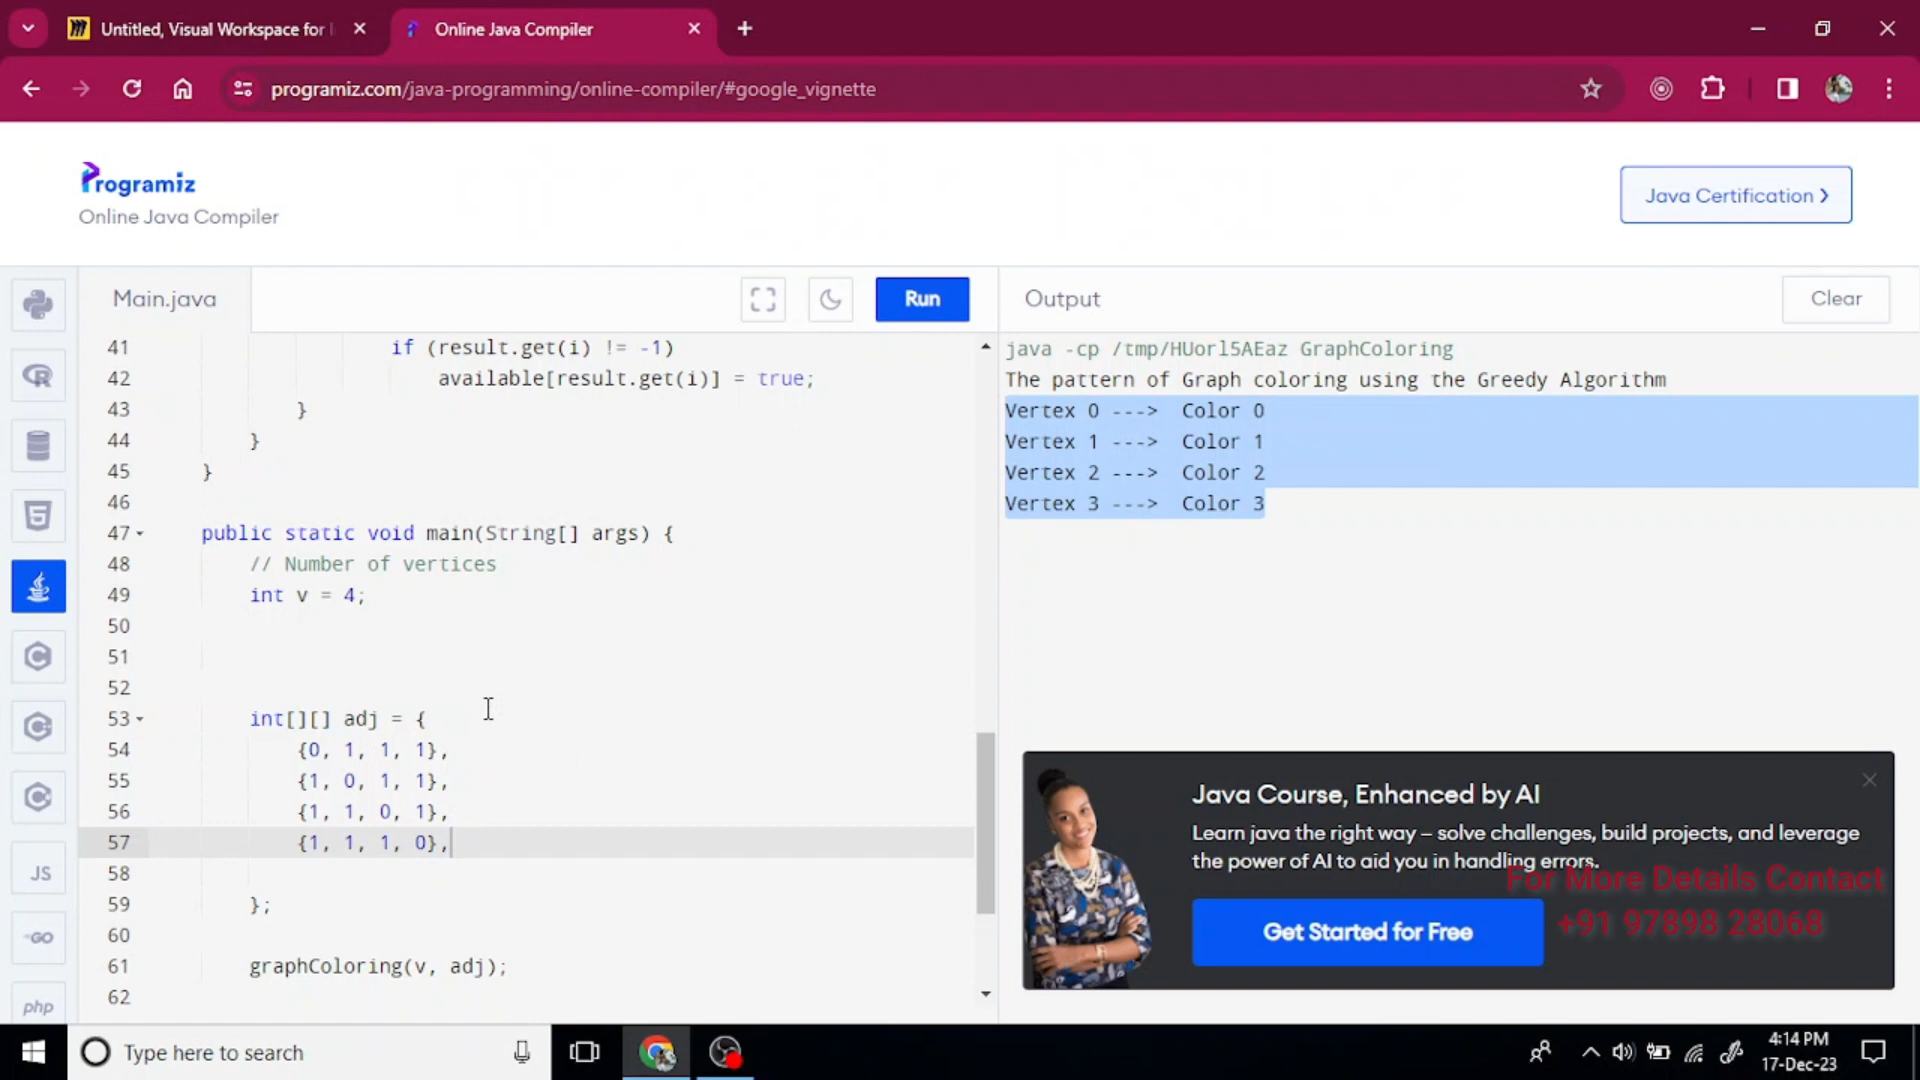 Untitled, Visual Workspace for
Online Java Compiler
programiz.com/java-programming/online-compiler/#google_vignette
Programiz
Online Java Compiler
Java Certification
Main.java
Run
Output
Clear
41 if (result.get(i) != -1)
42 available[result.get(i)] = true;
43 }
44 }
45 }
46
47 public static void main(String[] args) {
48 // Number of vertices
49 int v = 4;
50
51
52
53 int[][] adj = {
54 {0, 1, 1, 1},
55 {1, 0, 1, 1},
56 {1, 1, 0, 1},
57 {1, 1, 1, 0},
58
59 };
60
61 graphColoring(v, adj);
62
java -cp /tmp/HUorl5AEaz GraphColoring
The pattern of Graph coloring using the Greedy Algorithm
Vertex 0 ---> Color 0
Vertex 1 ---> Color 1
Vertex 2 ---> Color 2
Vertex 3 ---> Color 3
Java Course, Enhanced by AI
Learn java the right way – solve challenges, build projects, and leverage
the power of AI to aid you in handling errors.
Get Started for Free
For More Details Contact
+91 97898 28068
JS
GO
php
Type here to search
4:14 PM
17-Dec-23